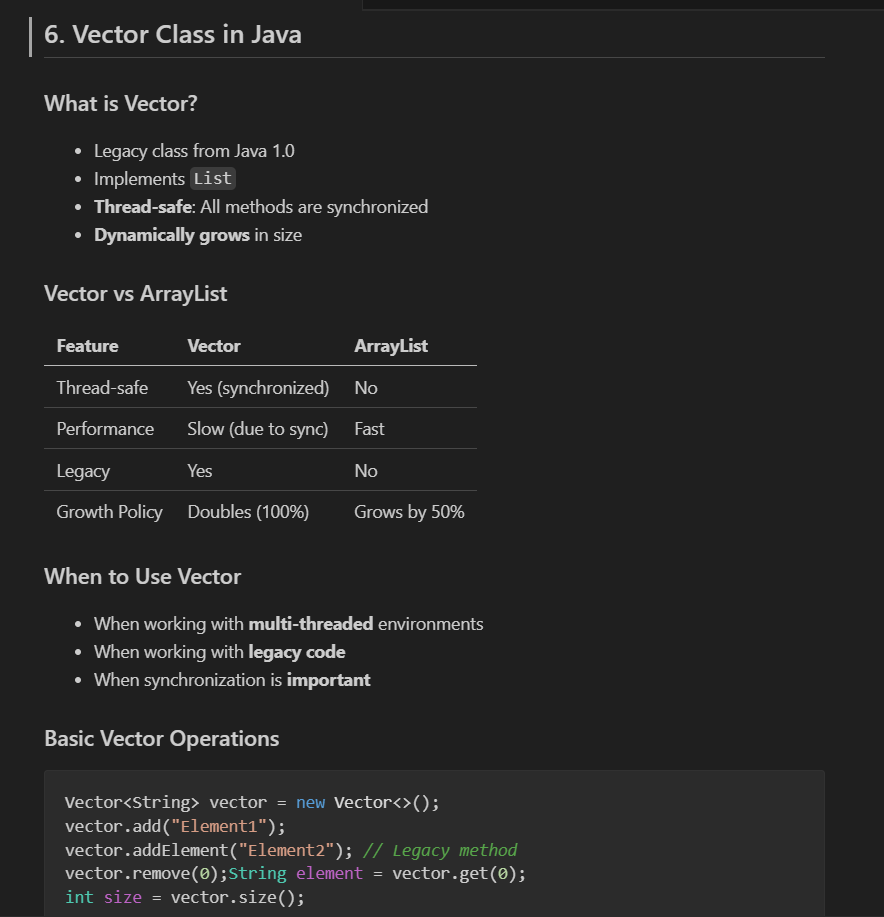 6. Vector Class in Java
What is Vector?
• Legacy class from Java 1.0
• Implements List
• Thread-safe: All methods are synchronized
• Dynamically grows in size
Vector vs ArrayList
Feature Vector ArrayList
Thread-safe Yes (synchronized) No
Performance Slow (due to sync) Fast
Legacy Yes No
Growth Policy Doubles (100%) Grows by 50%
When to Use Vector
• When working with multi-threaded environments
• When working with legacy code
• When synchronization is important
Basic Vector Operations
Vector<String> vector = new Vector<>();
vector.add("Element1");
vector.addElement("Element2"); // Legacy method
vector.remove(0);String element = vector.get(0);
int size = vector.size();